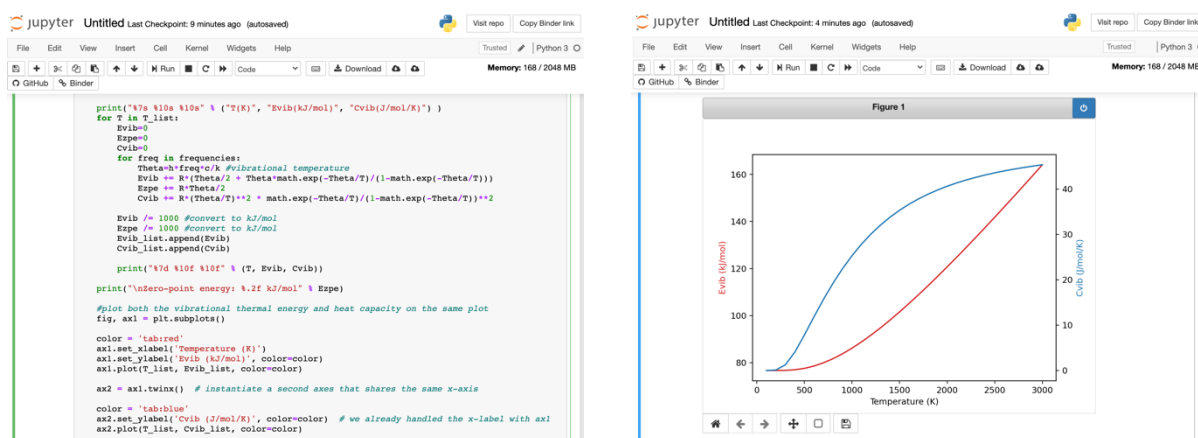 jupyter Untitled Last Checkpoint: 9 minutes ago (autosaved)
Visit repo Copy Binder link
File Edit View Insert Cell Kernel Widgets Help Trusted Python 3
Run Code Download Memory: 168 / 2048 MB
GitHub Binder
print("%7s %10s %10s" % ("T(K)", "Evib(kJ/mol)", "Cvib(J/mol/K)") )
for T in T_list:
Evib=0
Ezpe=0
Cvib=0
for freq in frequencies:
Theta=h*freq*c/k #vibrational temperature
Evib += R*(Theta/2 + Theta*math.exp(-Theta/T)/(1-math.exp(-Theta/T)))
Ezpe += R*Theta/2
Cvib += R*(Theta/T)**2 * math.exp(-Theta/T)/(1-math.exp(-Theta/T))**2
Evib /= 1000 #convert to kJ/mol
Ezpe /= 1000 #convert to kJ/mol
Evib_list.append(Evib)
Cvib_list.append(Cvib)
print("%7d %10f %10f" % (T, Evib, Cvib))
print("\nZero-point energy: %.2f kJ/mol" % Ezpe)
#plot both the vibrational thermal energy and heat capacity on the same plot
fig, ax1 = plt.subplots()
color = 'tab:red'
ax1.set_xlabel('Temperature (K)')
ax1.set_ylabel('Evib (kJ/mol)', color=color)
ax1.plot(T_list, Evib_list, color=color)
ax2 = ax1.twinx() # instantiate a second axes that shares the same x-axis
color = 'tab:blue'
ax2.set_ylabel('Cvib (J/mol/K)', color=color) # we already handled the x-label with ax1
ax2.plot(T_list, Cvib_list, color=color)
jupyter Untitled Last Checkpoint: 4 minutes ago (autosaved)
Visit repo Copy Binder link
File Edit View Insert Cell Kernel Widgets Help Trusted Python 3
Run Code Download Memory: 168 / 2048 MB
GitHub Binder
Figure 1
160
140
120
100
80
Evib (kJ/mol)
40
30
20
10
0
Cvib (J/mol/K)
0 500 1000 1500 2000 2500 3000
Temperature (K)